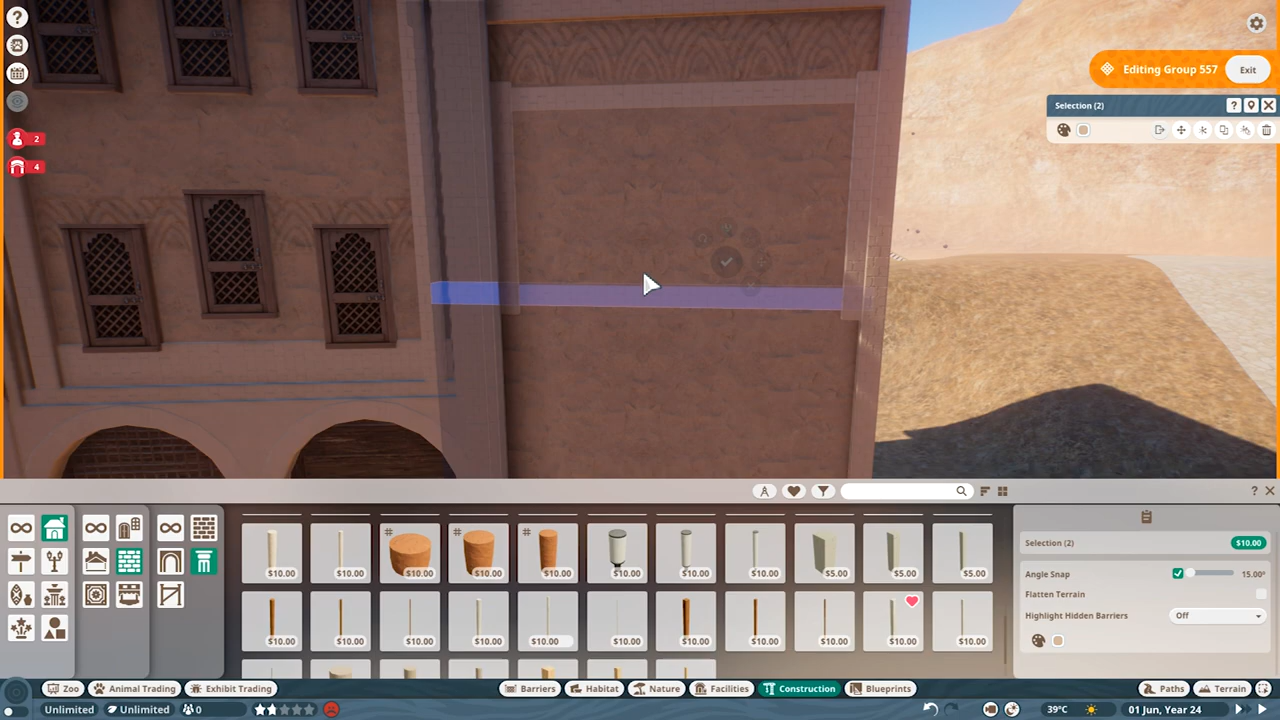 ?
Editing Group 557 Exit
Selection (2) ?
2
4
? 
# # #
$10.00 $10.00 $10.00 $10.00 $10.00 $10.00 $10.00 $10.00 $5.00 $5.00 $5.00
$10.00 $10.00 $10.00 $10.00 $10.00 $10.00 $10.00 $10.00 $10.00 $10.00 $10.00
Selection (2) $10.00
Angle Snap 15.00°
Flatten Terrain
Highlight Hidden Barriers Off
Zoo Animal Trading Exhibit Trading Barriers Habitat Nature Facilities Construction Blueprints Paths Terrain
Unlimited Unlimited 0 39°C 01 Jun, Year 24